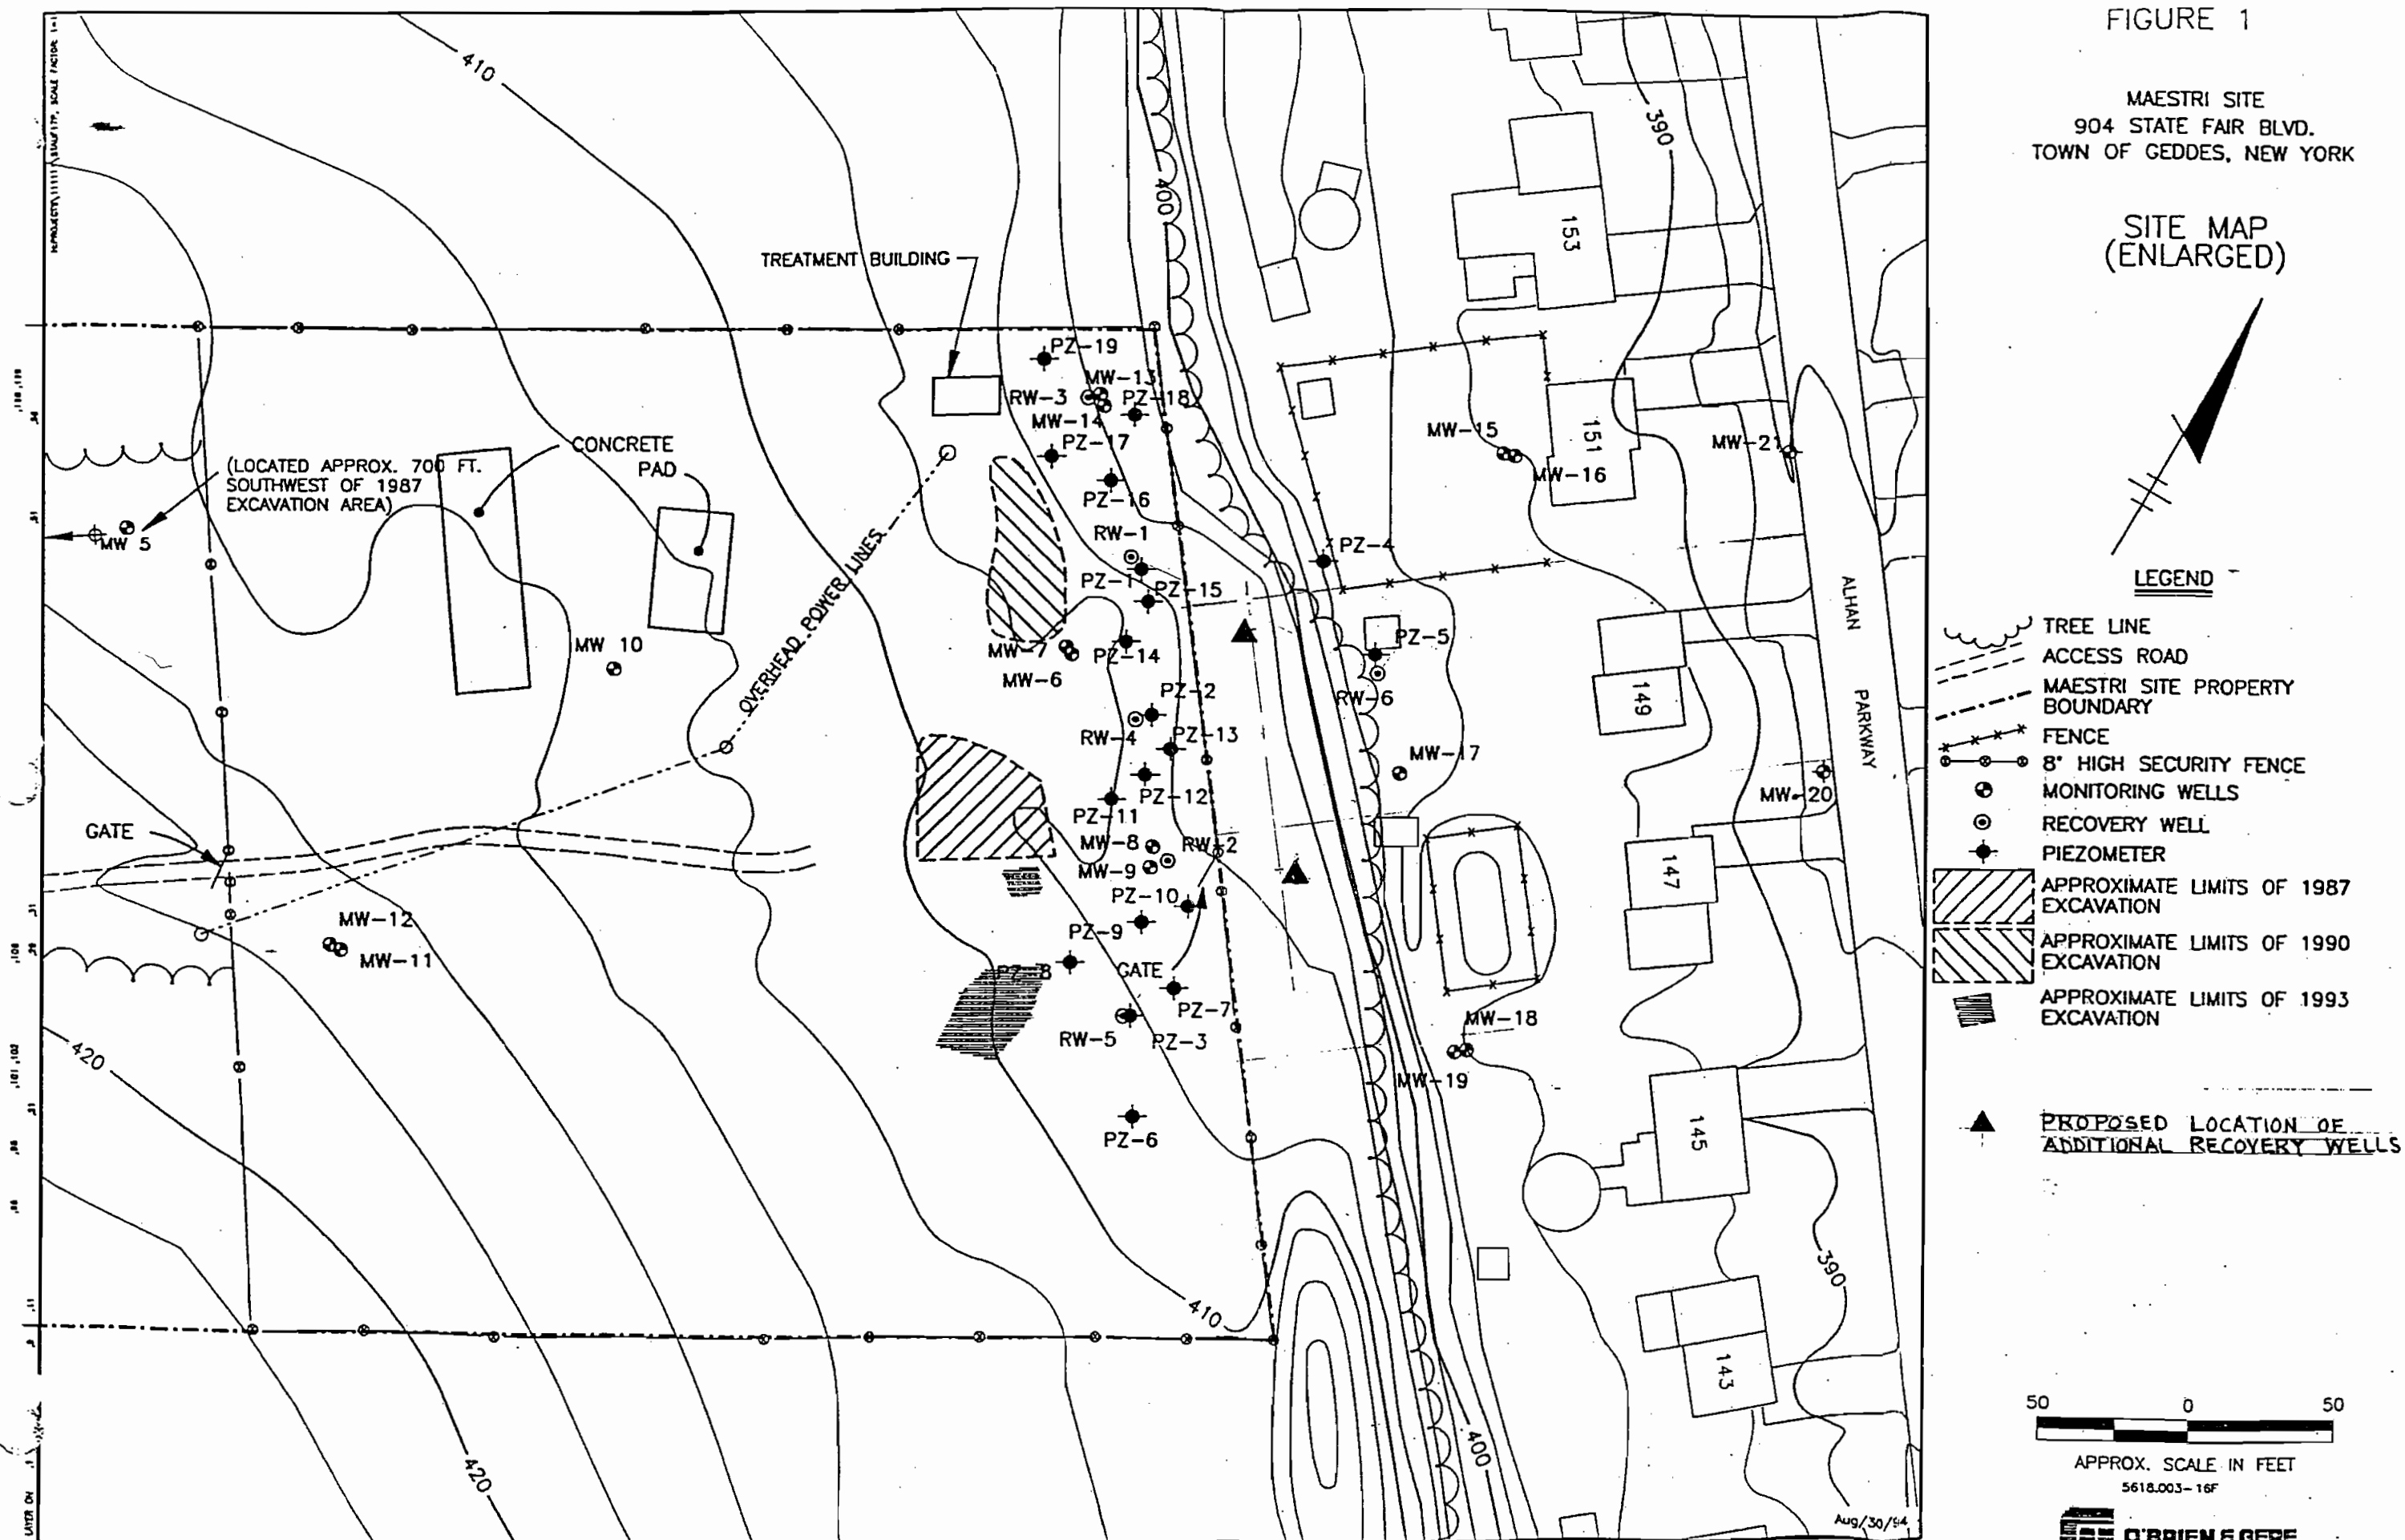 FIGURE 1
MAESTRI SITE
904 STATE FAIR BLVD.
TOWN OF GEDDES, NEW YORK
SITE MAP
(ENLARGED)
LEGEND
TREE LINE
ACCESS ROAD
MAESTRI SITE PROPERTY
BOUNDARY
FENCE
8' HIGH SECURITY FENCE
MONITORING WELLS
RECOVERY WELL
PIEZOMETER
APPROXIMATE LIMITS OF 1987
EXCAVATION
APPROXIMATE LIMITS OF 1990
EXCAVATION
APPROXIMATE LIMITS OF 1993
EXCAVATION
PROPOSED LOCATION OF
ADDITIONAL RECOVERY WELLS
50 0 50
APPROX. SCALE IN FEET
5618.003-16F
O'BRIEN & GERE
Aug/30/94
410
400
390
153
TREATMENT BUILDING
PZ-19
MW-13
RW-3
PZ-18
MW-14
PZ-17
PZ-16
RW-1
PZ-1
PZ-15
MW-7
PZ-14
MW-6
PZ-2
RW-4
PZ-13
PZ-12
PZ-11
MW-8
RW-2
MW-9
PZ-10
PZ-9
PZ-8
GATE
PZ-7
RW-5
PZ-3
PZ-6
MW-15
MW-16
151
MW-21
PZ-4
PZ-5
RW-6
149
MW-17
MW-20
147
MW-18
MW-19
145
143
ALHAN
PARKWAY
390
400
410
CONCRETE
PAD
(LOCATED APPROX. 700 FT.
SOUTHWEST OF 1987
EXCAVATION AREA)
MW 5
MW 10
OVERHEAD POWER LINES
GATE
MW-12
MW-11
420
420
LAYER ON